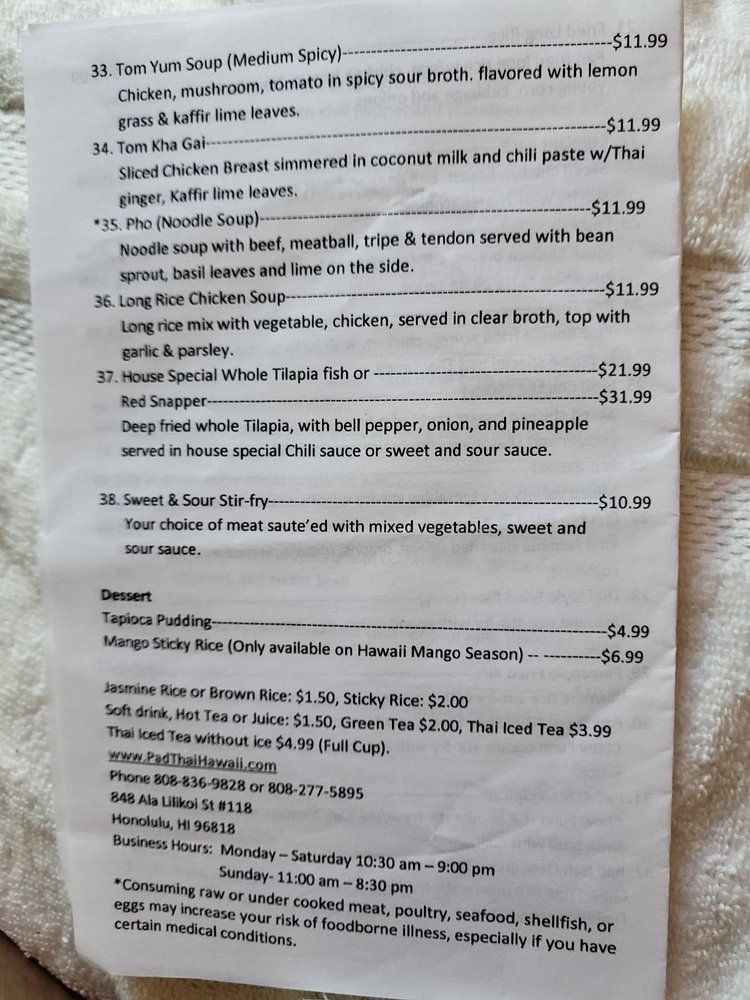 33. Tom Yum Soup (Medium Spicy)------------------------------------------$11.99
Chicken, mushroom, tomato in spicy sour broth. flavored with lemon
grass & kaffir lime leaves.
34. Tom Kha Gai----------------------------------------------------------------$11.99
Sliced Chicken Breast simmered in coconut milk and chili paste w/Thai
ginger, Kaffir lime leaves.
*35. Pho (Noodle Soup)-----------------------------------------------------$11.99
Noodle soup with beef, meatball, tripe & tendon served with bean
sprout, basil leaves and lime on the side.
36. Long Rice Chicken Soup---------------------------------------------------$11.99
Long rice mix with vegetable, chicken, served in clear broth, top with
garlic & parsley.
37. House Special Whole Tilapia fish or ------------------------------------$21.99
Red Snapper---------------------------------------------------------------$31.99
Deep fried whole Tilapia, with bell pepper, onion, and pineapple
served in house special Chili sauce or sweet and sour sauce.
38. Sweet & Sour Stir-fry----------------------------------------------------------$10.99
Your choice of meat saute'ed with mixed vegetables, sweet and
sour sauce.
Dessert
Tapioca Pudding---------------------------------------------------------------$4.99
Mango Sticky Rice (Only available on Hawaii Mango Season) -- ----------$6.99
Jasmine Rice or Brown Rice: $1.50, Sticky Rice: $2.00
Soft drink, Hot Tea or Juice: $1.50, Green Tea $2.00, Thai Iced Tea $3.99
Thai Iced Tea without ice $4.99 (Full Cup).
www.PadThaiHawaii.com
Phone 808-836-9828 or 808-277-5895
848 Ala Lilikoi St #118
Honolulu, HI 96818
Business Hours: Monday – Saturday 10:30 am – 9:00 pm
Sunday- 11:00 am – 8:30 pm
*Consuming raw or under cooked meat, poultry, seafood, shellfish, or
eggs may increase your risk of foodborne illness, especially if you have
certain medical conditions.